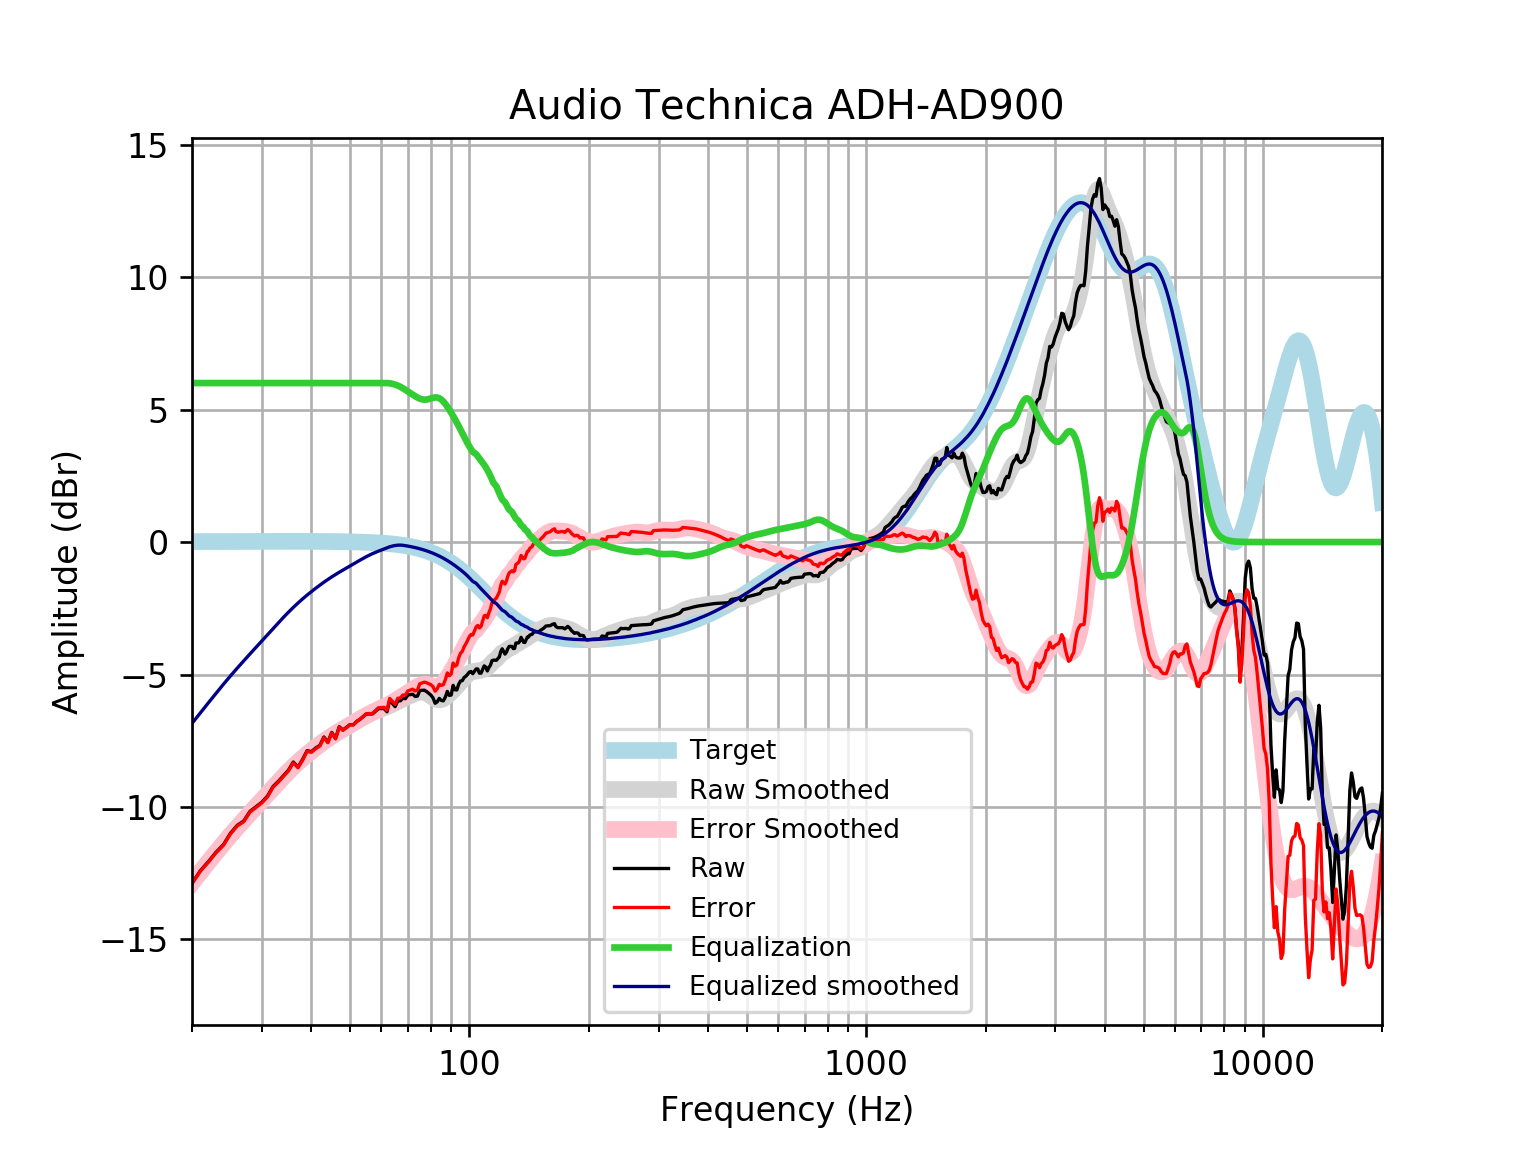 Audio Technica ADH-AD900
15
10
5
0
−5
−10
−15
Amplitude (dBr)
Target
Raw Smoothed
Error Smoothed
Raw
Error
Equalization
Equalized smoothed
100 1000 10000
Frequency (Hz)